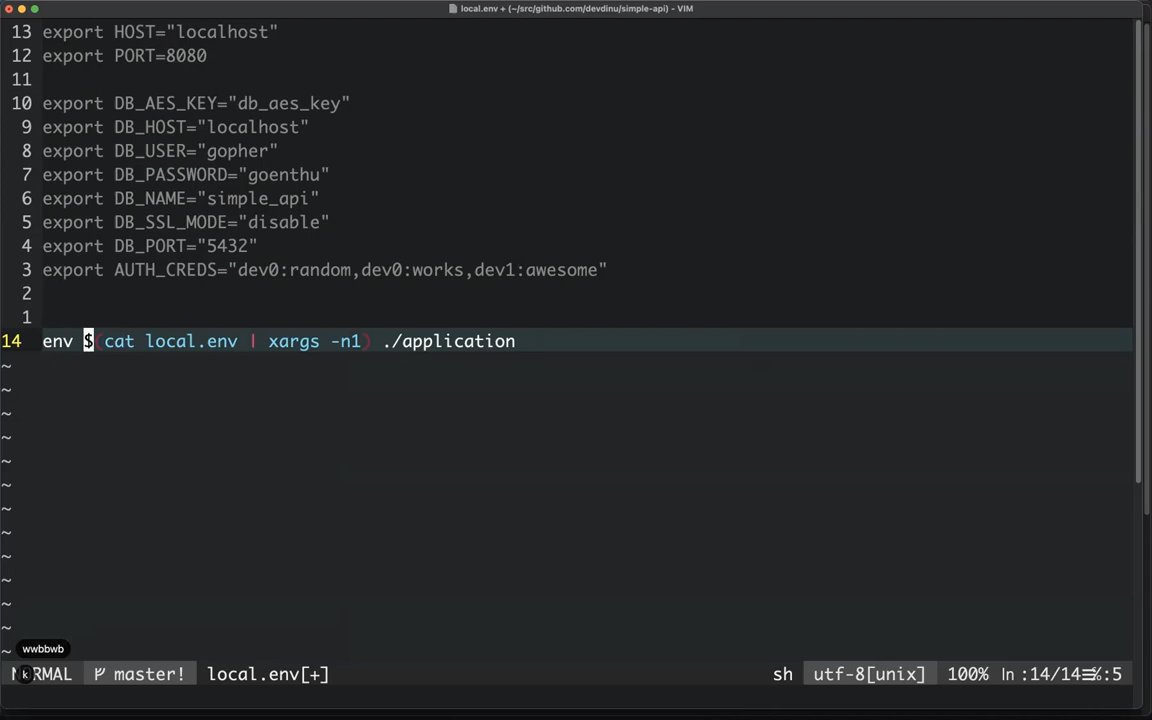 local.env + (~/src/github.com/devdinu/simple-api) - VIM
13 export HOST="localhost"
12 export PORT=8080
11
10 export DB_AES_KEY="db_aes_key"
9 export DB_HOST="localhost"
8 export DB_USER="gopher"
7 export DB_PASSWORD="goenthu"
6 export DB_NAME="simple_api"
5 export DB_SSL_MODE="disable"
4 export DB_PORT="5432"
3 export AUTH_CREDS="dev0:random,dev0:works,dev1:awesome"
2
1
14 env $(cat local.env | xargs -n1) ./application
~
~
~
~
~
~
~
~
~
~
~
~
~
wwbbwb
k
NORMAL master! local.env[+] sh utf-8[unix] 100% ln :14/14 :5